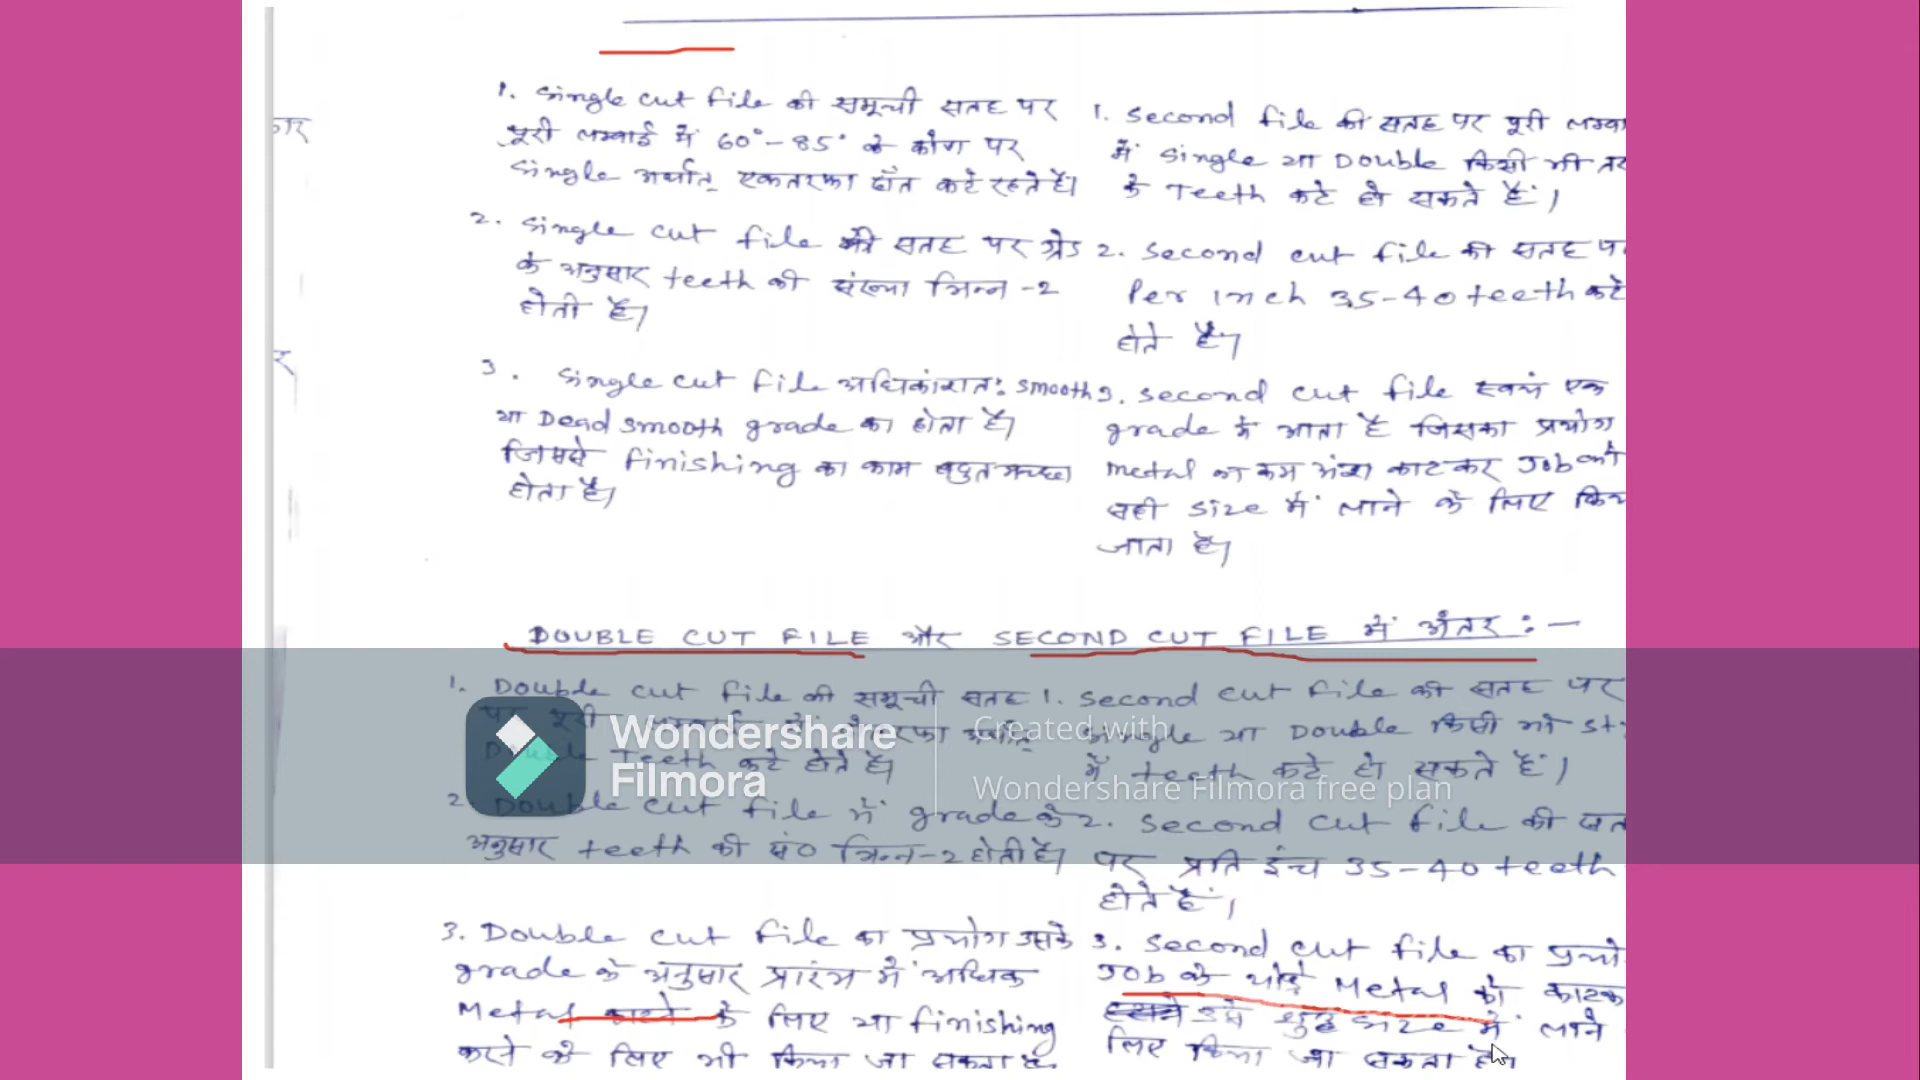 1. Single cut file की समूची सतह पर
पूरी लम्बाई में 60°-85° के कोण पर
Single अर्थात् एकतरफा दाँत कटे रहते हैं।
2. Single cut file की सतह पर ग्रेड
के अनुसार teeth की संख्या भिन्न-2
होती है।
3. Single cut file अधिकांशत: smooth
या Dead smooth grade का होता है।
जिससे finishing का काम बहुत अच्छा
होता है।
1. Second file की सतह पर पूरी
में Single या Double किसी भी
के Teeth कटे हो सकते हैं।
2. Second cut file की सतह
Per Inch 35-40 teeth कटे
होते हैं।
3. Second cut file स्वयं एक
grade में आता है जिसका प्रयोग
Metal का कम अंश काटकर Job को
सही Size में लाने के लिए
जाता है।
DOUBLE CUT FILE और SECOND CUT FILE में अंतर :-
1. Double cut file की समूची सतह
पर पूरी
Double Teeth कटे होते हैं।
2. Double cut file में grade के
अनुसार teeth की सं० भिन्न-2 होती है।
3. Double cut file का प्रयोग उसके
grade के अनुसार प्रारंभ में अधिक
Metal काटने के लिए या finishing
करने के लिए भी किया जा सकता है.
1. Second cut file की सतह पर
Single या Double किसी भी
में teeth कटे हो सकते हैं।
2. Second cut file की
पर प्रति इंच 35-40 teeth
होते हैं।
3. Second cut file का
Job के थोड़े Metal को
उसे शुद्ध Size में लाने
लिए किया जा सकता है।
Wondershare
Filmora
Created with
Wondershare Filmora free plan